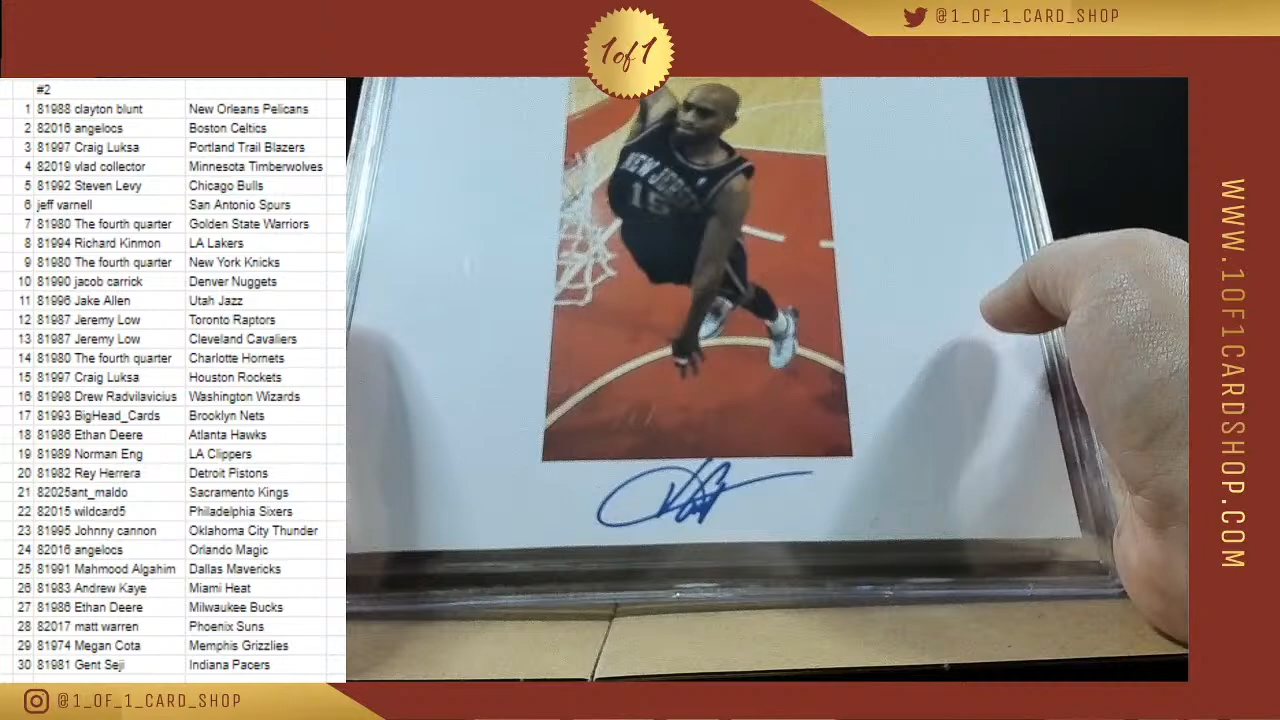 @1_OF_1_CARD_SHOP
1of1
#2
1 81988 clayton blunt New Orleans Pelicans
2 82016 angelocs Boston Celtics
3 81997 Craig Luksa Portland Trail Blazers
4 82019 vlad collector Minnesota Timberwolves
5 81992 Steven Levy Chicago Bulls
6 jeff varnell San Antonio Spurs
7 81980 The fourth quarter Golden State Warriors
8 81994 Richard Kinmon LA Lakers
9 81980 The fourth quarter New York Knicks
10 81990 jacob carrick Denver Nuggets
11 81996 Jake Allen Utah Jazz
12 81987 Jeremy Low Toronto Raptors
13 81987 Jeremy Low Cleveland Cavaliers
14 81980 The fourth quarter Charlotte Hornets
15 81997 Craig Luksa Houston Rockets
16 81998 Drew Radvilavicius Washington Wizards
17 81993 BigHead_Cards Brooklyn Nets
18 81986 Ethan Deere Atlanta Hawks
19 81989 Norman Eng LA Clippers
20 81982 Rey Herrera Detroit Pistons
21 82025ant_maldo Sacramento Kings
22 82015 wildcard5 Philadelphia Sixers
23 81995 Johnny cannon Oklahoma City Thunder
24 82016 angelocs Orlando Magic
25 81991 Mahmood Algahim Dallas Mavericks
26 81983 Andrew Kaye Miami Heat
27 81986 Ethan Deere Milwaukee Bucks
28 82017 matt warren Phoenix Suns
29 81974 Megan Cota Memphis Grizzlies
30 81981 Gent Seji Indiana Pacers
NEW JERSEY
15
WWW.1OF1CARDSHOP.COM
@1_OF_1_CARD_SHOP